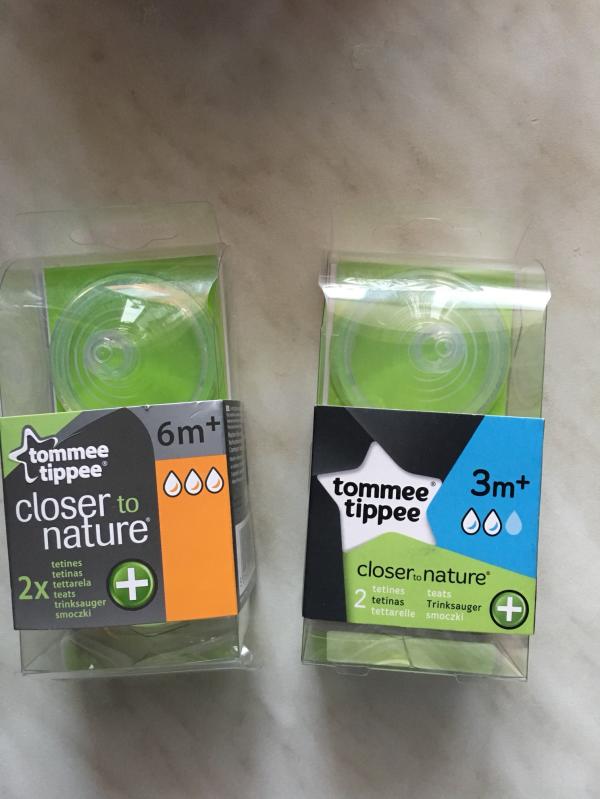 6m+
tommee
tippee®
closer to
nature®
2x
tetines
tetinas
tettarela
teats
trinksauger
smoczki
3m+
tommee®
tippee
closer to nature®
2
tetines teats
tetinas Trinksauger
tettarelle smoczki